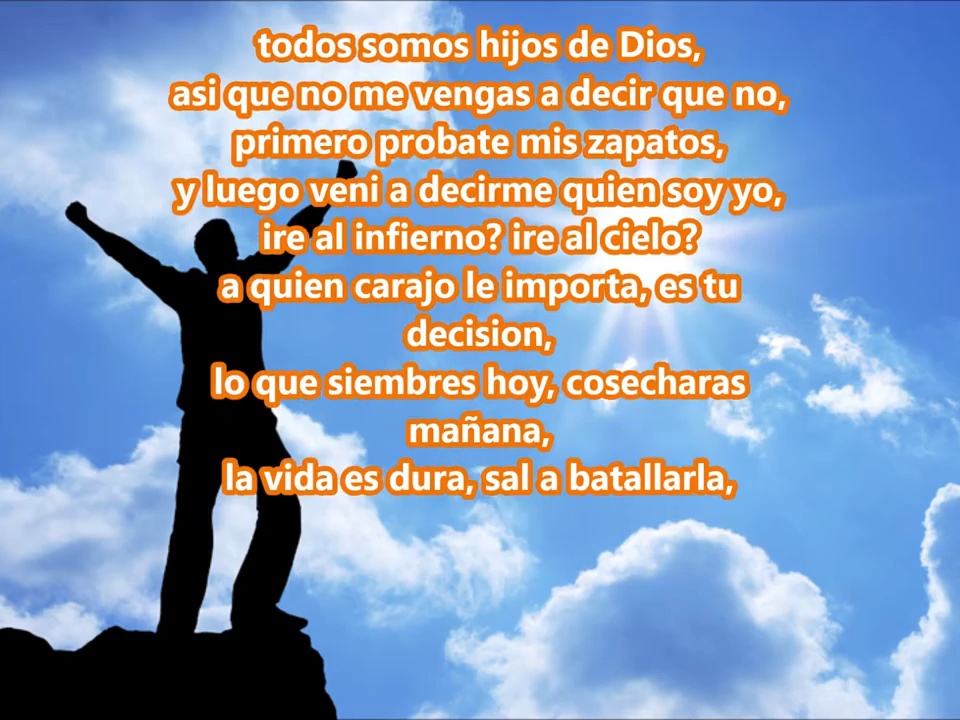 todos somos hijos de Dios,
asi que no me vengas a decir que no,
primero probate mis zapatos,
y luego veni a decirme quien soy yo,
ire al infierno? ire al cielo?
a quien carajo le importa, es tu
decision,
lo que siembres hoy, cosecharas
mañana,
la vida es dura, sal a batallarla,